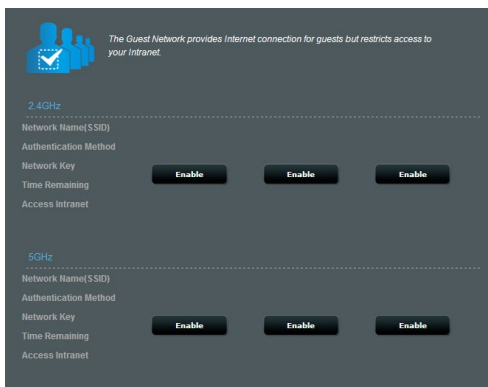 The Guest Network provides Internet connection for guests but restricts access to
your Intranet.
2.4GHz
Network Name(SSID)
Authentication Method
Network Key
Time Remaining
Access Intranet
Enable Enable Enable
5GHz
Network Name(SSID)
Authentication Method
Network Key
Time Remaining
Access Intranet
Enable Enable Enable